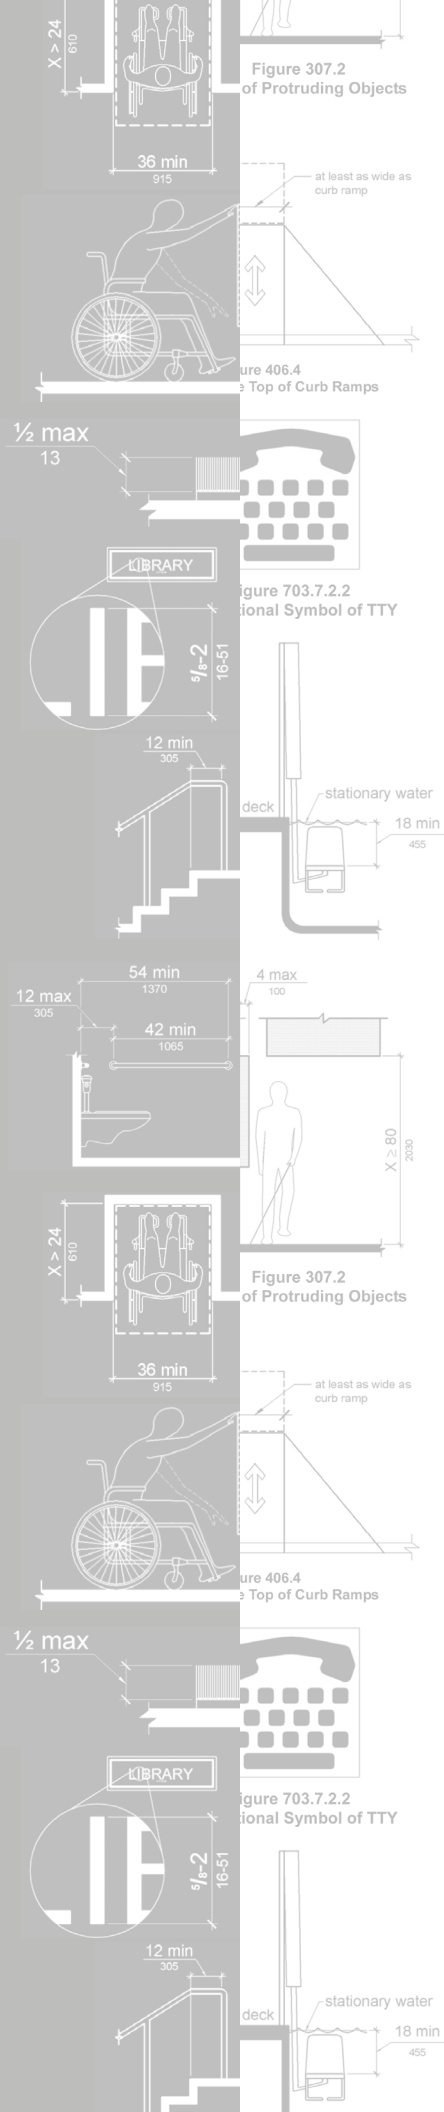 X > 24
610
Figure 307.2
of Protruding Objects
36 min
915
at least as wide as
curb ramp
ure 406.4
e Top of Curb Ramps
½ max
13
LIBRARY
igure 703.7.2.2
ional Symbol of TTY
5/8-2
16-51
12 min
305
deck
stationary water
18 min
455
54 min
1370
4 max
100
12 max
305
42 min
1065
X ≥ 80
2030
X > 24
610
Figure 307.2
of Protruding Objects
36 min
915
at least as wide as
curb ramp
ure 406.4
e Top of Curb Ramps
½ max
13
LIBRARY
igure 703.7.2.2
ional Symbol of TTY
5/8-2
16-51
12 min
305
deck
stationary water
18 min
455